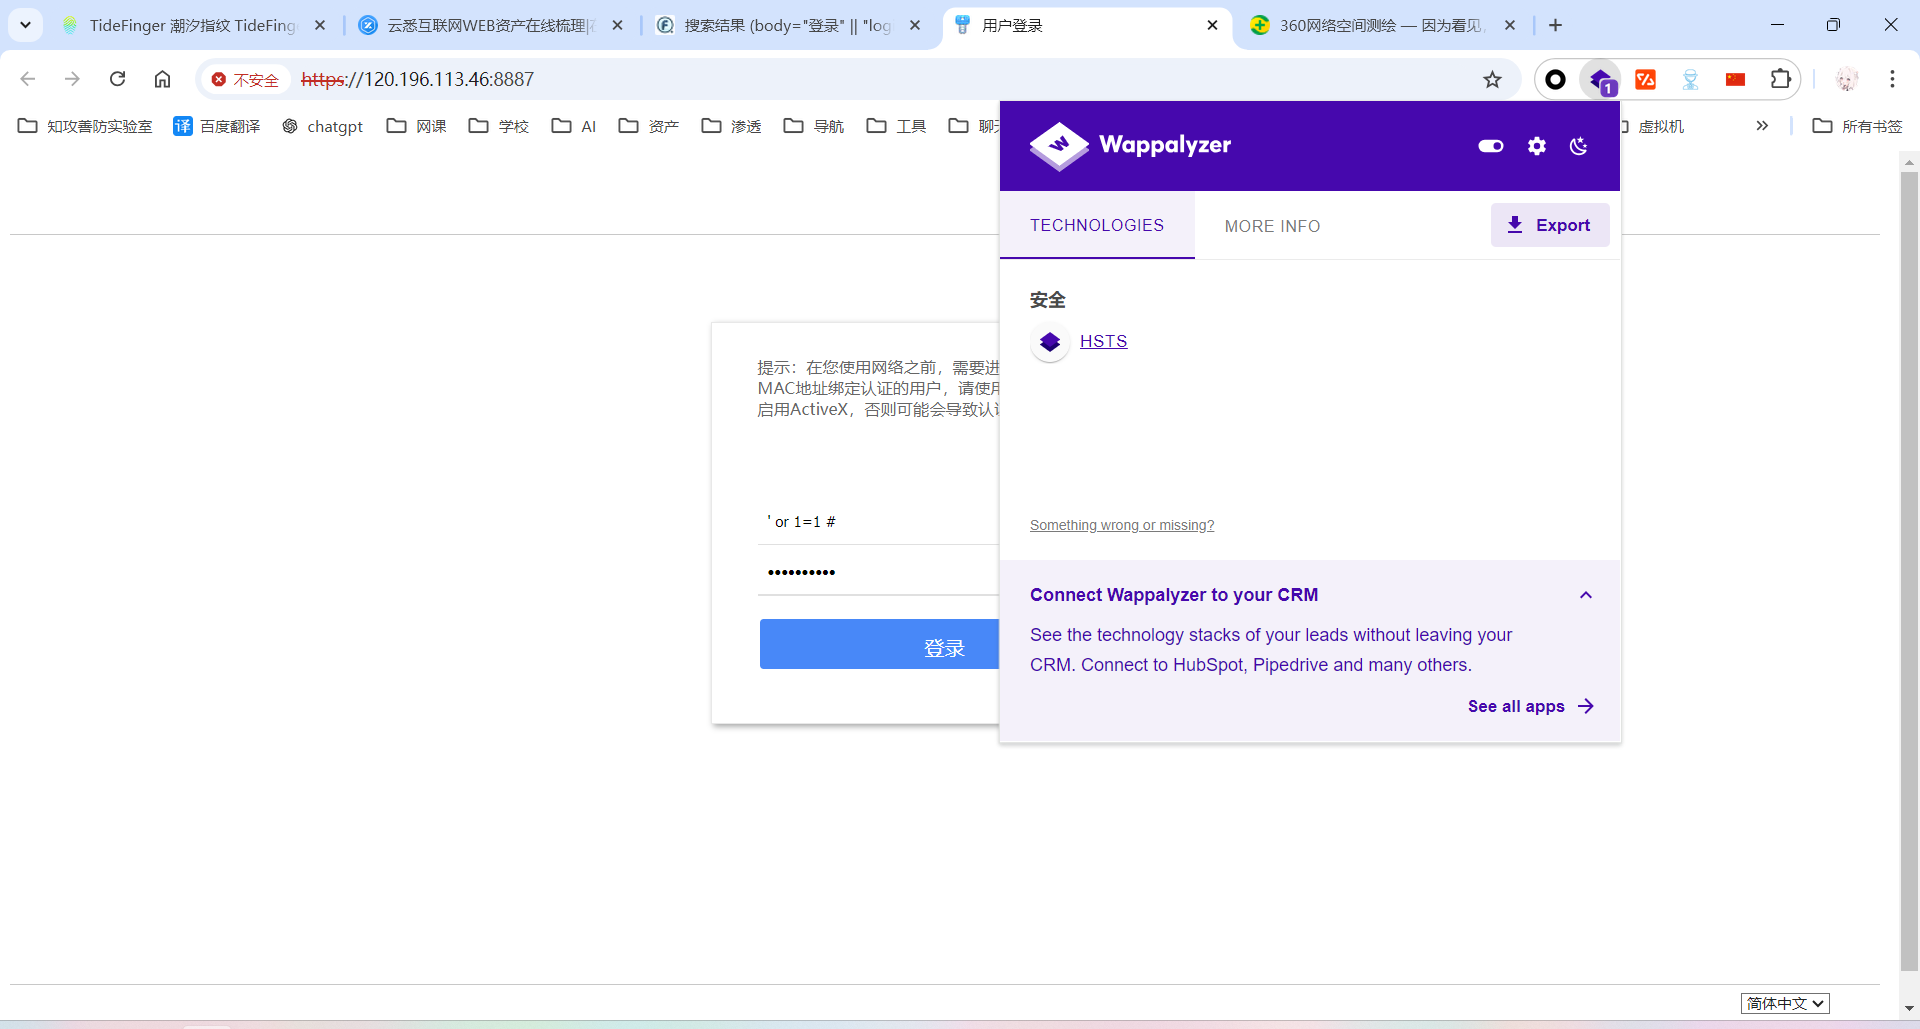 TideFinger 潮汐指纹 TideFing
云悉互联网WEB资产在线梳理|
搜索结果 (body="登录" || "log
用户登录
360网络空间测绘 — 因为看见,
不安全
https://120.196.113.46:8887
1
知攻善防实验室
译
百度翻译
chatgpt
网课
学校
AI
资产
渗透
导航
工具
虚拟机
所有书签
Wappalyzer
TECHNOLOGIES
MORE INFO
Export
安全
HSTS
提示：在您使用网络之前，需要进
MAC地址绑定认证的用户，请使用
启用ActiveX，否则可能会导致认
' or 1=1 #
••••••••••
登录
Something wrong or missing?
Connect Wappalyzer to your CRM
See the technology stacks of your leads without leaving your
CRM. Connect to HubSpot, Pipedrive and many others.
See all apps
简体中文